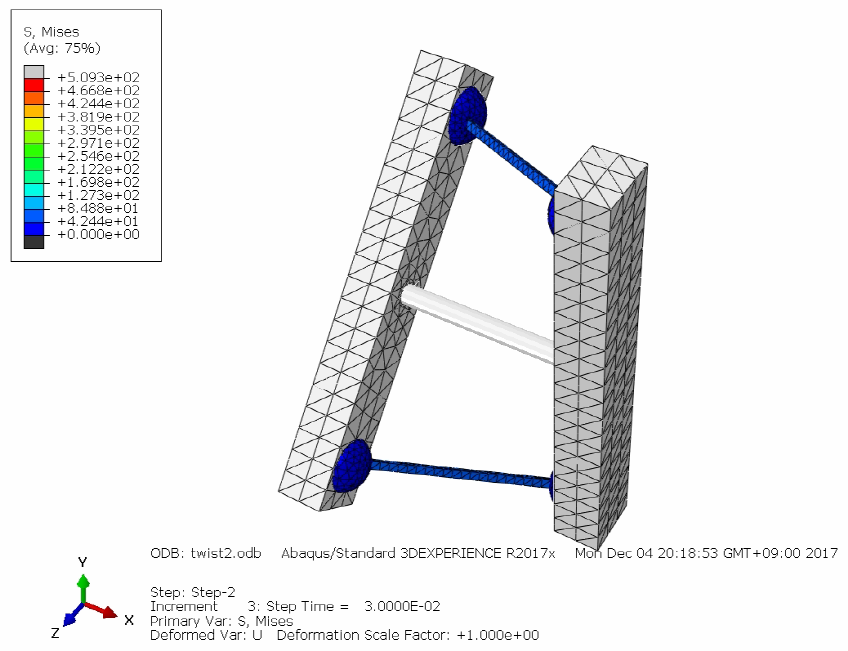 S, Mises
(Avg: 75%)
+5.093e+02
+4.668e+02
+4.244e+02
+3.819e+02
+3.395e+02
+2.971e+02
+2.546e+02
+2.122e+02
+1.698e+02
+1.273e+02
+8.488e+01
+4.244e+01
+0.000e+00
ODB: twist2.odb Abaqus/Standard 3DEXPERIENCE R2017x Mon Dec 04 20:18:53 GMT+09:00 2017
Y
X
Z
Step: Step-2
Increment 3: Step Time = 3.0000E-02
Primary Var: S, Mises
Deformed Var: U Deformation Scale Factor: +1.000e+00